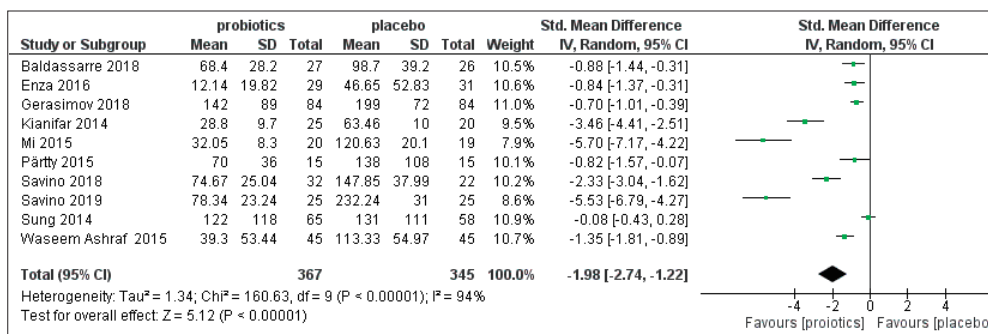 probiotics placebo Std. Mean Difference Std. Mean Difference
Study or Subgroup Mean SD Total Mean SD Total Weight IV, Random, 95% CI IV, Random, 95% CI
Baldassarre 2018 68.4 28.2 27 98.7 39.2 26 10.5% -0.88 [-1.44, -0.31]
Enza 2016 12.14 19.82 29 46.65 52.83 31 10.6% -0.84 [-1.37, -0.31]
Gerasimov 2018 142 89 84 199 72 84 10.9% -0.70 [-1.01, -0.39]
Kianifar 2014 28.8 9.7 25 63.46 10 20 9.6% -3.46 [-4.41, -2.51]
Mi 2015 32.05 8.3 20 120.63 20.1 19 7.9% -5.70 [-7.17, -4.22]
Pärtty 2015 70 36 15 138 108 15 10.1% -0.82 [-1.57, -0.07]
Savino 2018 74.67 25.04 32 147.85 37.99 22 10.2% -2.33 [-3.04, -1.62]
Savino 2019 78.34 23.24 25 232.24 31 25 8.6% -5.53 [-6.79, -4.27]
Sung 2014 122 118 65 131 111 58 10.8% -0.08 [-0.43, 0.28]
Waseem Ashraf 2015 39.3 53.44 45 113.33 54.97 45 10.7% -1.35 [-1.81, -0.89]
Total (95% CI) 367 345 100.0% -1.98 [-2.74, -1.22]
Heterogeneity: Tau² = 1.34; Chi² = 160.63, df = 9 (P < 0.00001); I² = 94%
Test for overall effect: Z = 5.12 (P < 0.00001)
-4 -2 0 2 4
Favours [proiotics] Favours [placebo]